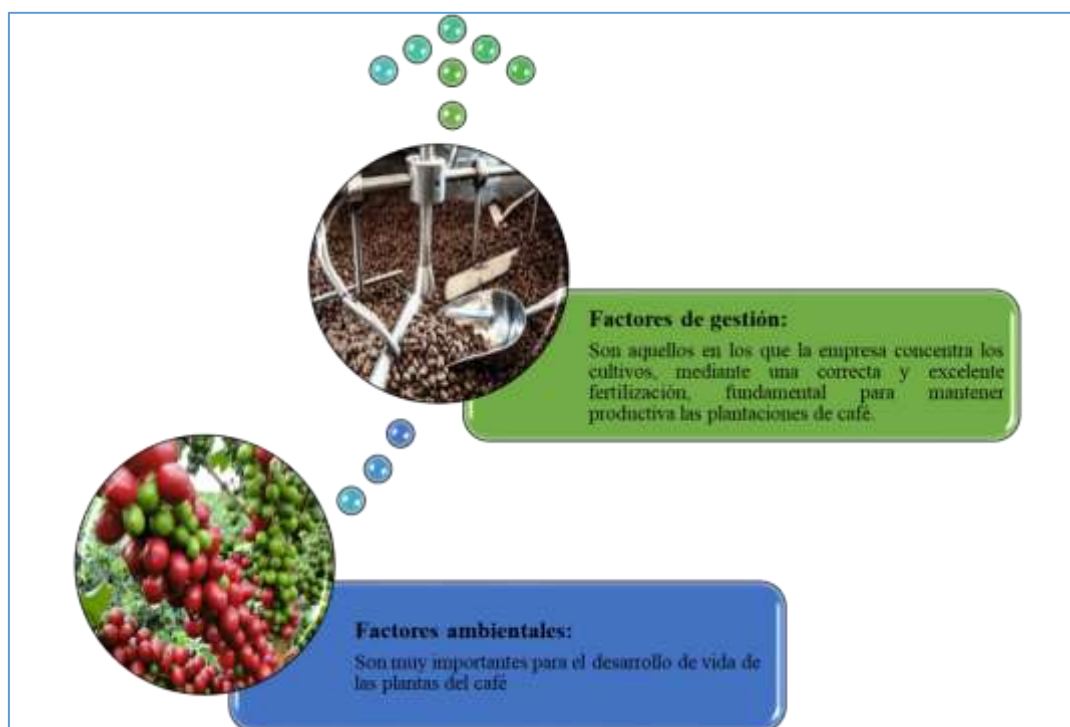 Factores de gestión:
Son aquellos en los que la empresa concentra los
cultivos, mediante una correcta y excelente
fertilización, fundamental para mantener
productiva las plantaciones de café.
Factores ambientales:
Son muy importantes para el desarrollo de vida de
las plantas del café